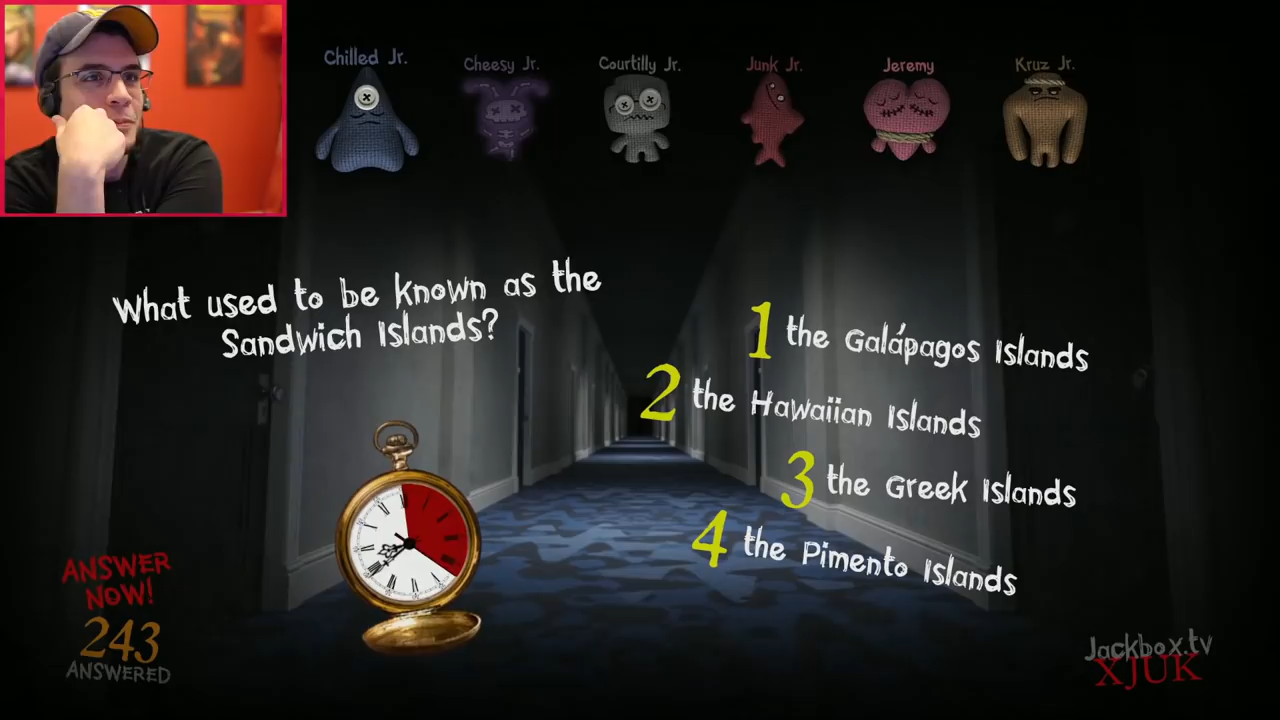 Chilled Jr.
Cheesy Jr.
Courtilly Jr.
Junk Jr.
Jeremy
Kruz Jr.
What used to be known as the
Sandwich Islands?
1 the Galápagos Islands
2 the Hawaiian Islands
3 the Greek Islands
4 the Pimento Islands
ANSWER
NOW!
243
ANSWERED
Jackbox.tv
XJUK